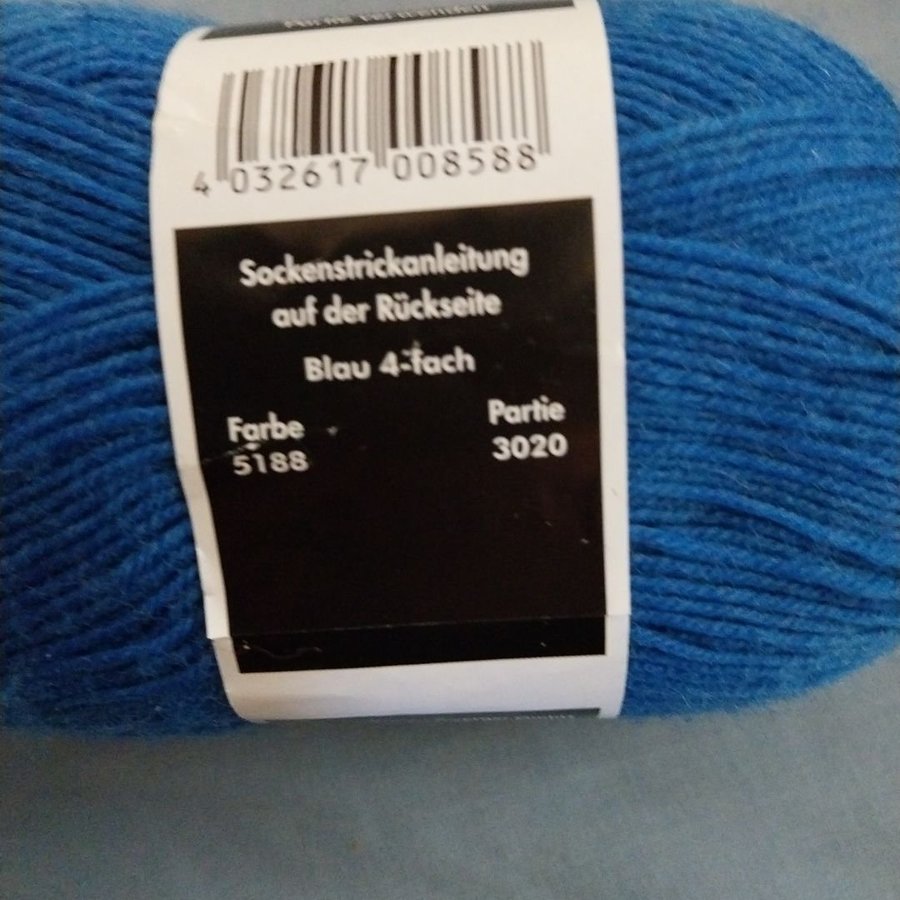 4 032617 008588
Sockenstrickanleitung
auf der Rückseite
Blau 4-fach
Farbe Partie
5188 3020